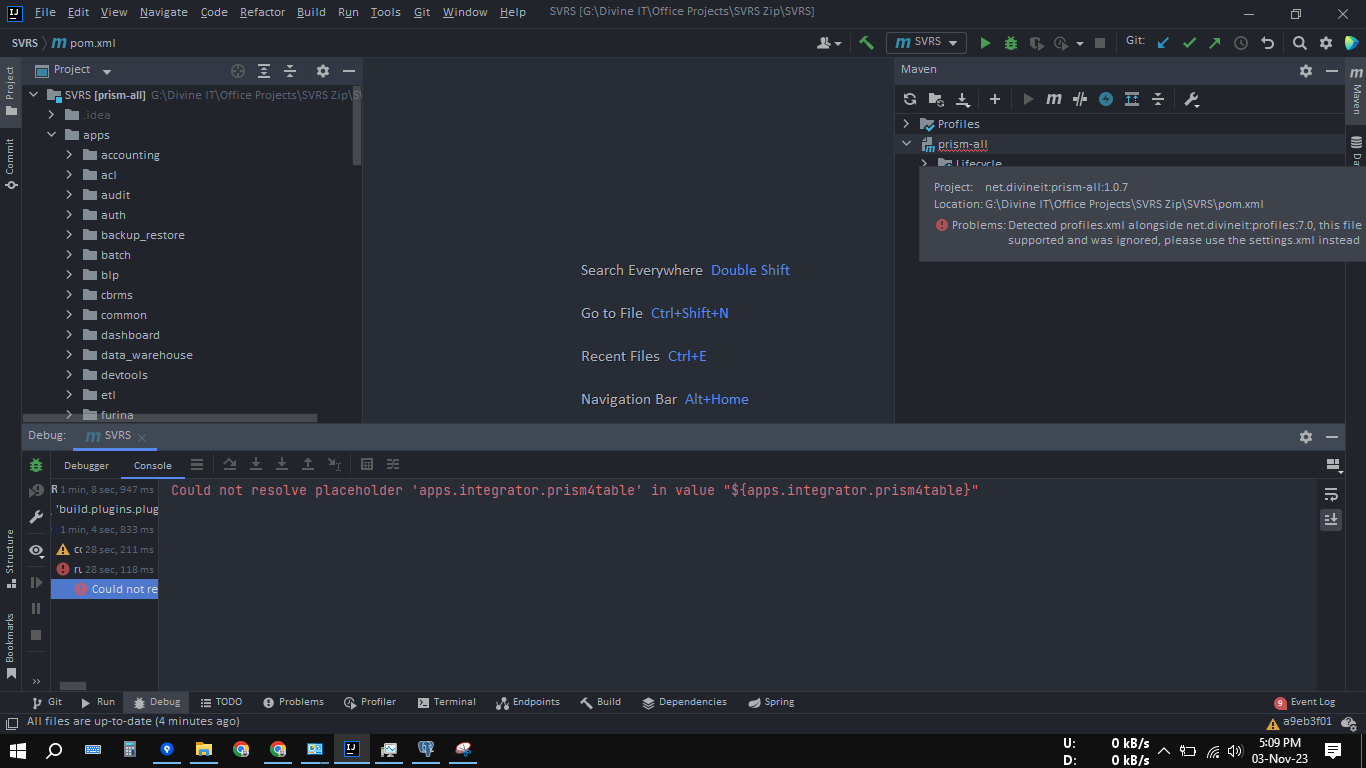 File Edit View Navigate Code Refactor Build Run Tools Git Window Help SVRS [G:\Divine IT\Office Projects\SVRS Zip\SVRS]
SVRS pom.xml
SVRS
Git:
Project
Maven
SVRS [prism-all] G:\Divine IT\Office Projects\SVRS Zip\S
.idea
apps
accounting
acl
audit
auth
backup_restore
batch
blp
cbrms
common
dashboard
data_warehouse
devtools
etl
furina
Search Everywhere Double Shift
Go to File Ctrl+Shift+N
Recent Files Ctrl+E
Navigation Bar Alt+Home
Profiles
prism-all
Lifecycle
Project: net.divineit:prism-all:1.0.7
Location: G:\Divine IT\Office Projects\SVRS Zip\SVRS\pom.xml
Problems: Detected profiles.xml alongside net.divineit:profiles:7.0, this file
supported and was ignored, please use the settings.xml instead
Project
Commit
Structure
Bookmarks
Maven
Da
Debug: SVRS
Debugger Console
R 1 min, 8 sec, 947 ms
'build.plugins.plug
1 min, 4 sec, 833 ms
cc 28 sec, 211 ms
ru 28 sec, 118 ms
Could not re
Could not resolve placeholder 'apps.integrator.prism4table' in value "${apps.integrator.prism4table}"
Git Run Debug TODO Problems Profiler Terminal Endpoints Build Dependencies Spring
9 Event Log
All files are up-to-date (4 minutes ago)
a9eb3f01
U: 0 kB/s
D: 0 kB/s
5:09 PM
03-Nov-23